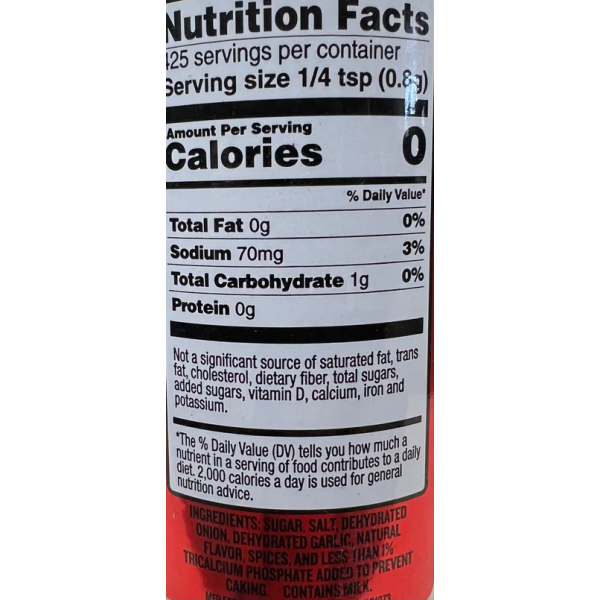 Nutrition Facts
425 servings per container
Serving size 1/4 tsp (0.8g)
Amount Per Serving
Calories 0
% Daily Value*
Total Fat 0g 0%
Sodium 70mg 3%
Total Carbohydrate 1g 0%
Protein 0g
Not a significant source of saturated fat, trans
fat, cholesterol, dietary fiber, total sugars,
added sugars, vitamin D, calcium, iron and
potassium.
*The % Daily Value (DV) tells you how much a
nutrient in a serving of food contributes to a daily
diet. 2,000 calories a day is used for general
nutrition advice.
INGREDIENTS: SUGAR, SALT, DEHYDRATED
ONION, DEHYDRATED GARLIC, NATURAL
FLAVOR, SPICES, AND LESS THAN 1%
TRICALCIUM PHOSPHATE ADDED TO PREVENT
CAKING. CONTAINS MILK.